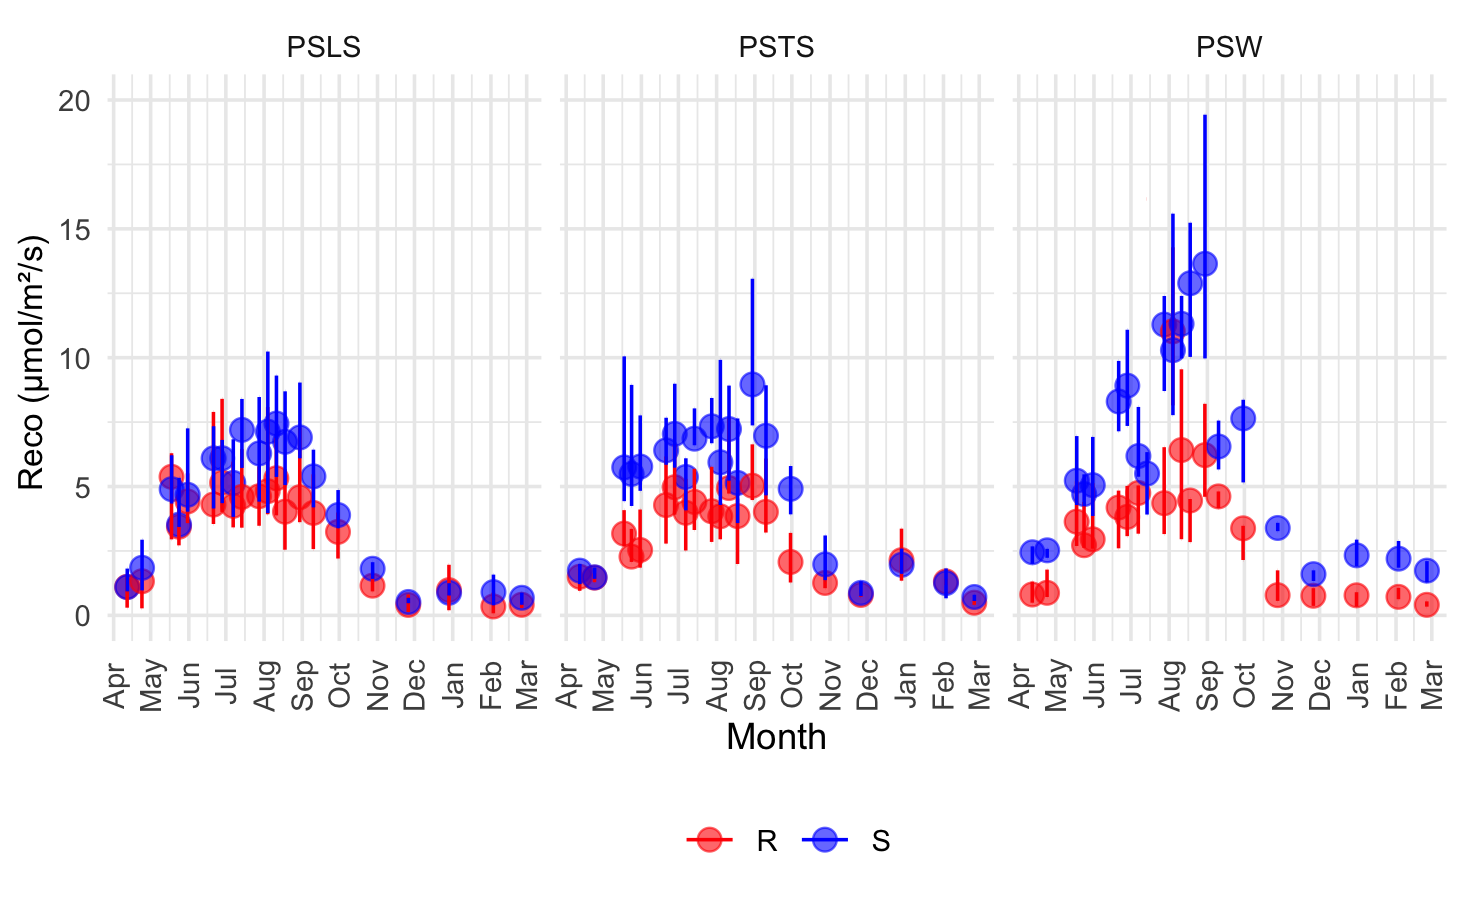 PSLS PSTS PSW
20
15
10
5
0
Reco (μmol/m²/s)
Apr May Jun Jul Aug Sep Oct Nov Dec Jan Feb Mar Apr May Jun Jul Aug Sep Oct Nov Dec Jan Feb Mar Apr May Jun Jul Aug Sep Oct Nov Dec Jan Feb Mar
Month
R S